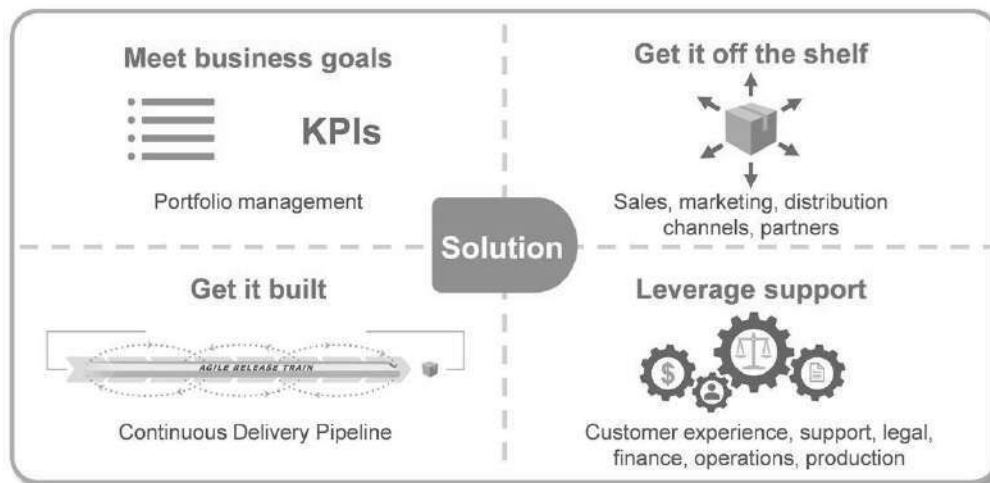 Meet business goals
KPIs
Portfolio management
Get it off the shelf
Sales, marketing, distribution
channels, partners
Solution
Get it built
AGILE RELEASE TRAIN
Continuous Delivery Pipeline
Leverage support
$
Customer experience, support, legal,
finance, operations, production